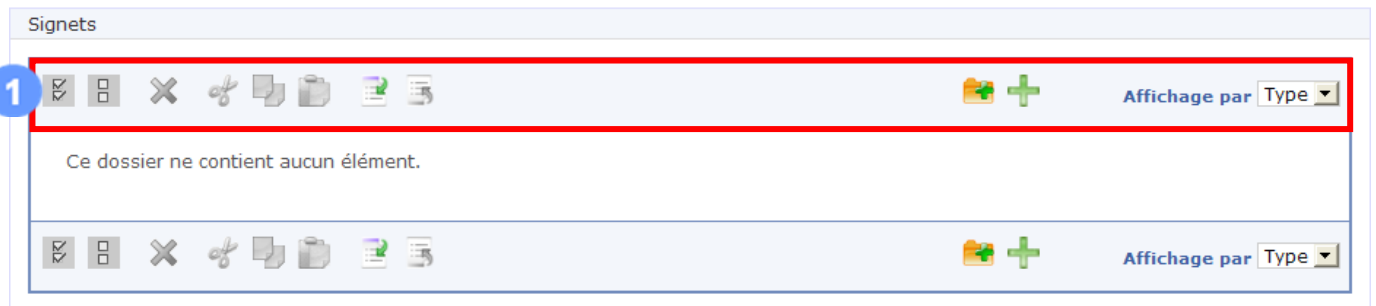 Signets
1
Affichage par Type
Ce dossier ne contient aucun élément.
Affichage par Type